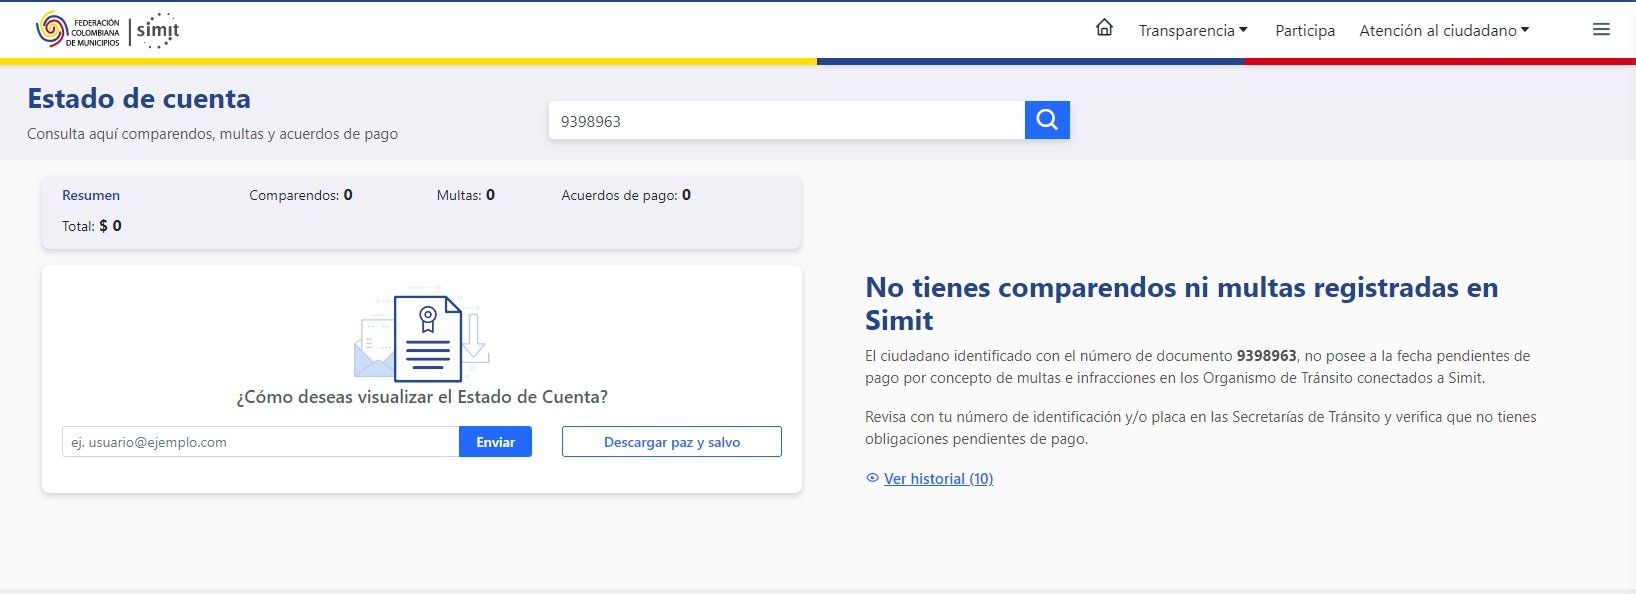 FEDERACIÓN
COLOMBIANA
DE MUNICIPIOS
simit
Transparencia
Participa
Atención al ciudadano
Estado de cuenta
Consulta aquí comparendos, multas y acuerdos de pago
9398963
Resumen
Comparendos: 0
Multas: 0
Acuerdos de pago: 0
Total: $ 0
¿Cómo deseas visualizar el Estado de Cuenta?
ej. usuario@ejemplo.com
Enviar
Descargar paz y salvo
No tienes comparendos ni multas registradas en
Simit
El ciudadano identificado con el número de documento 9398963, no posee a la fecha pendientes de
pago por concepto de multas e infracciones en los Organismo de Tránsito conectados a Simit.
Revisa con tu número de identificación y/o placa en las Secretarías de Tránsito y verifica que no tienes
obligaciones pendientes de pago.
Ver historial (10)